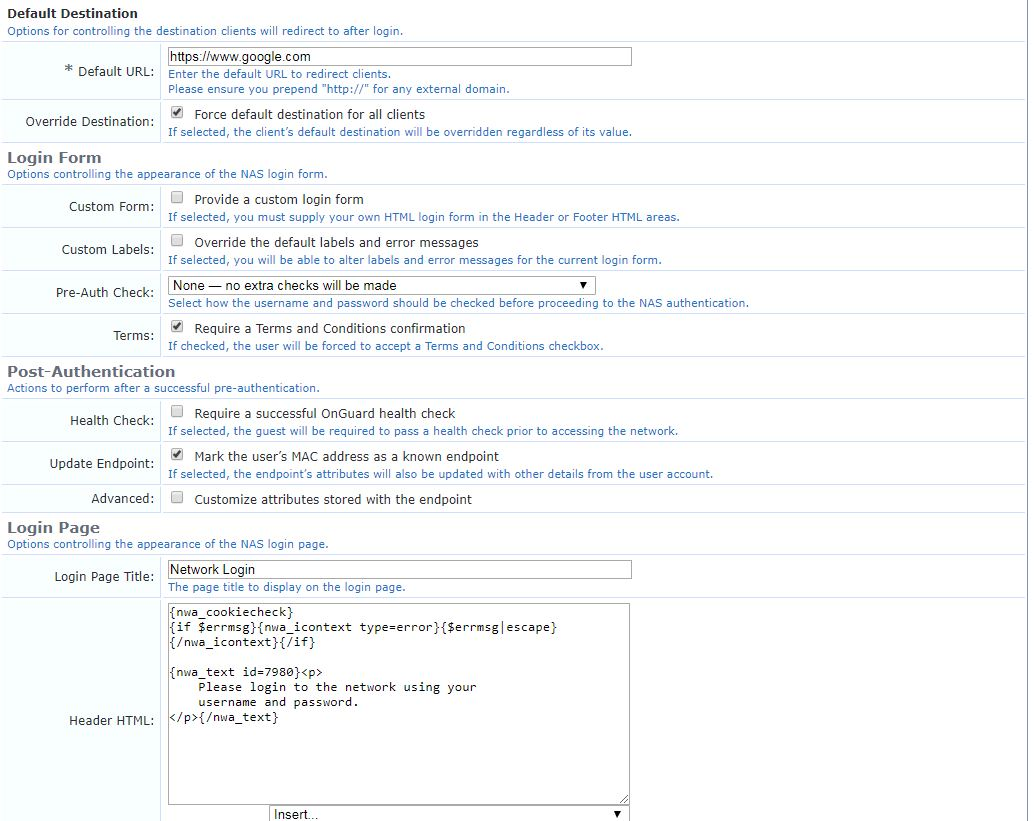 Default Destination
Options for controlling the destination clients will redirect to after login.
* Default URL: https://www.google.com
Enter the default URL to redirect clients.
Please ensure you prepend "http://" for any external domain.
Override Destination: Force default destination for all clients
If selected, the client's default destination will be overridden regardless of its value.
Login Form
Options controlling the appearance of the NAS login form.
Custom Form: Provide a custom login form
If selected, you must supply your own HTML login form in the Header or Footer HTML areas.
Custom Labels: Override the default labels and error messages
If selected, you will be able to alter labels and error messages for the current login form.
Pre-Auth Check: None — no extra checks will be made
Select how the username and password should be checked before proceeding to the NAS authentication.
Terms: Require a Terms and Conditions confirmation
If checked, the user will be forced to accept a Terms and Conditions checkbox.
Post-Authentication
Actions to perform after a successful pre-authentication.
Health Check: Require a successful OnGuard health check
If selected, the guest will be required to pass a health check prior to accessing the network.
Update Endpoint: Mark the user's MAC address as a known endpoint
If selected, the endpoint's attributes will also be updated with other details from the user account.
Advanced: Customize attributes stored with the endpoint
Login Page
Options controlling the appearance of the NAS login page.
Login Page Title: Network Login
The page title to display on the login page.
Header HTML:
{nwa_cookiecheck}
{if $errmsg}{nwa_icontext type=error}{$errmsg|escape}
{/nwa_icontext}{/if}
{nwa_text id=7980}<p>
Please login to the network using your
username and password.
</p>{/nwa_text}
Insert...